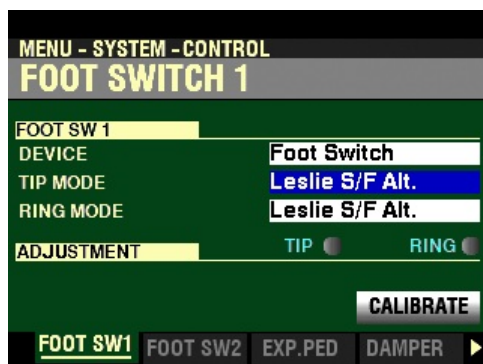 MENU - SYSTEM - CONTROL
FOOT SWITCH 1
FOOT SW 1
DEVICE Foot Switch
TIP MODE Leslie S/F Alt.
RING MODE Leslie S/F Alt.
ADJUSTMENT TIP RING
CALIBRATE
FOOT SW1 FOOT SW2 EXP.PED DAMPER